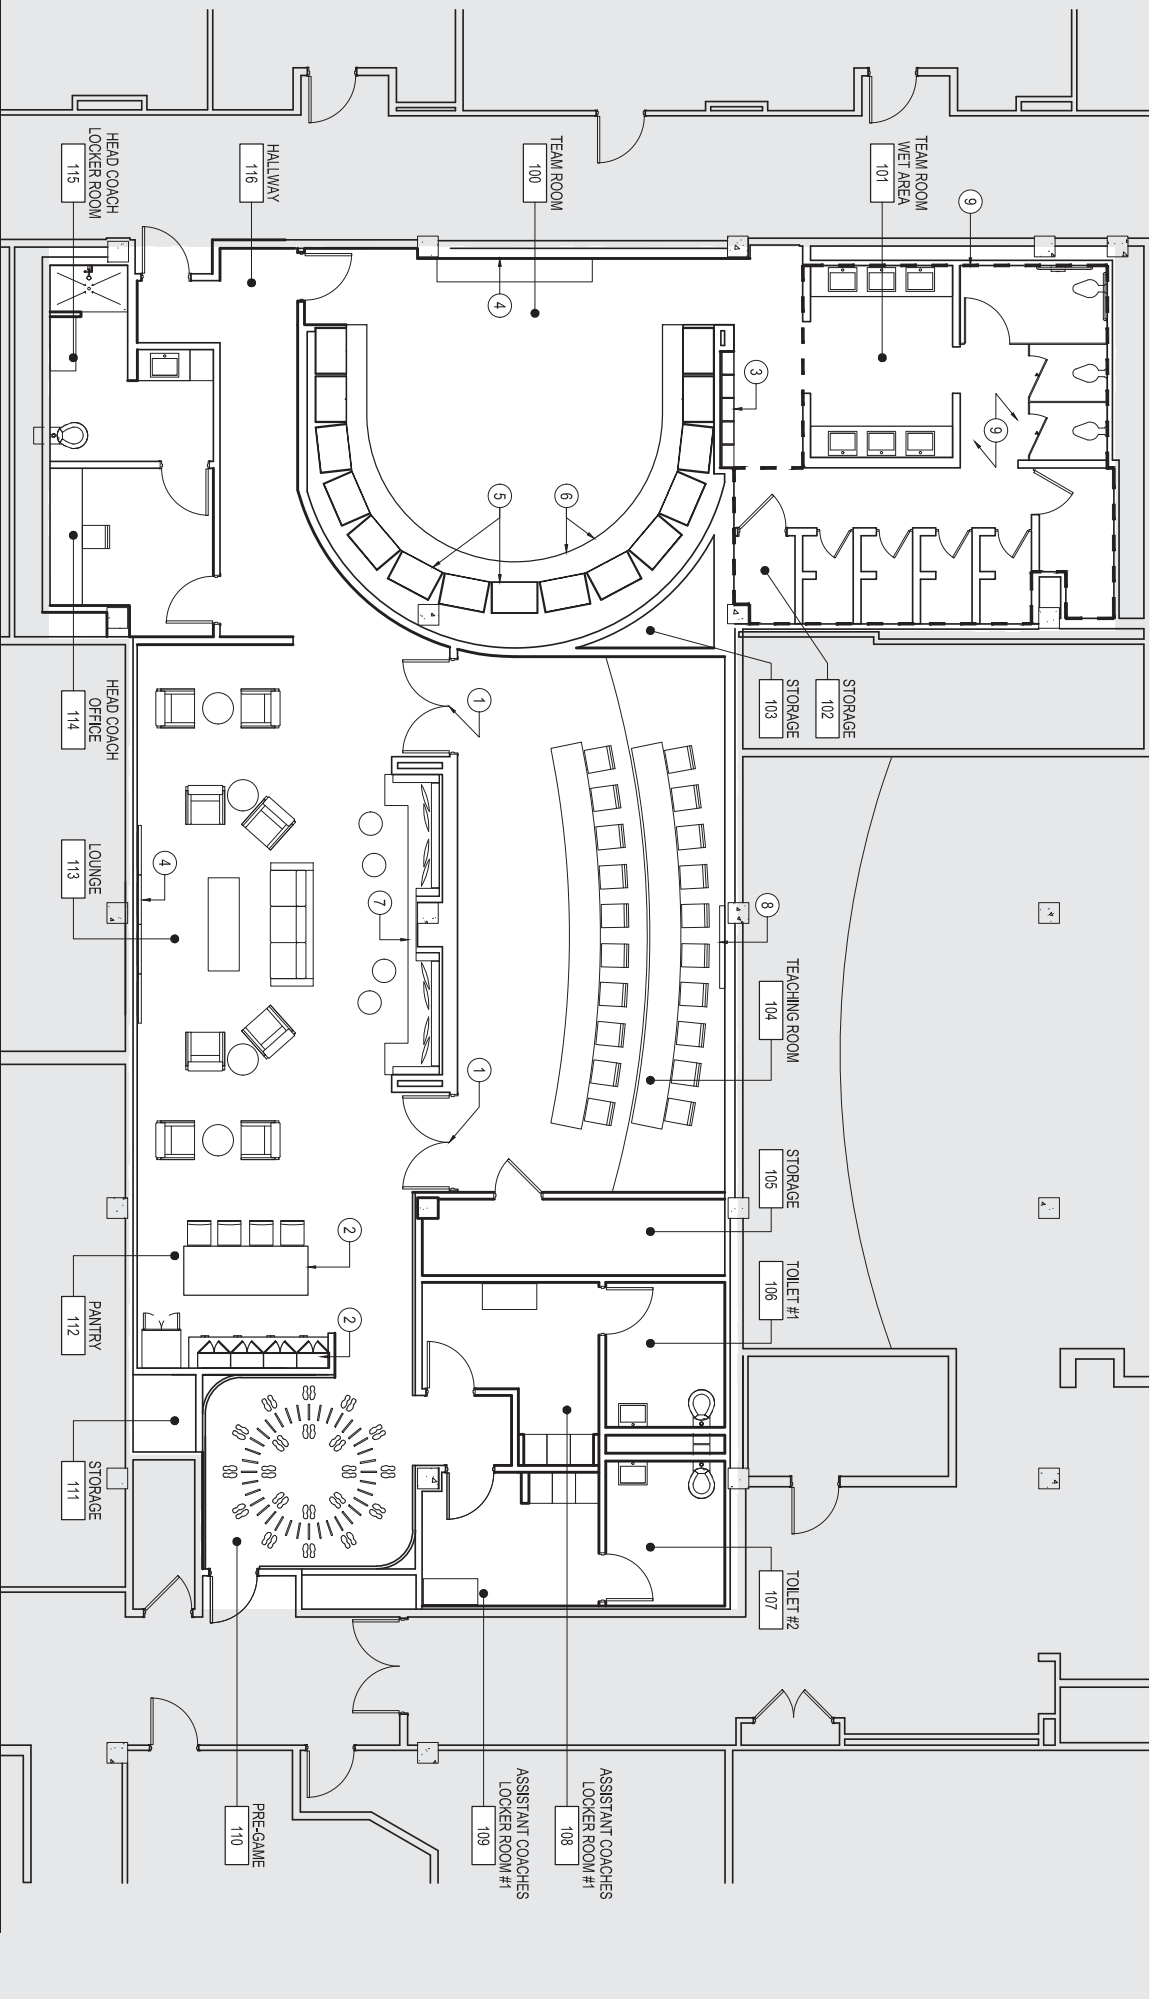 9
9
TEAM ROOM
WET AREA
101
STORAGE
102
STORAGE
103
TEACHING ROOM
104
STORAGE
105
TOILET #1
106
TOILET #2
107
3
8
ASSISTANT COACHES
LOCKER ROOM #1
108
TEAM ROOM
100
6
4
5
1
1
ASSISTANT COACHES
LOCKER ROOM #1
109
7
2
2
HALLWAY
116
PRE-GAME
110
4
HEAD COACH
LOCKER ROOM
115
HEAD COACH
OFFICE
114
LOUNGE
113
PANTRY
112
STORAGE
111